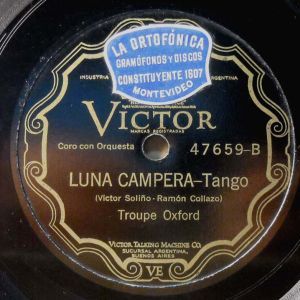 LA ORTOFÓNICA
GRAMÓFONOS Y DISCOS
CONSTITUYENTE 1607
MONTEVIDEO
INDUSTRIA ARGENTINA
VICTOR
MARCAS REGISTRADAS
Coro con Orquesta
47659-B
LUNA CAMPERA–Tango
(Victor Soliño-Ramón Collazo)
Troupe Oxford
VICTOR TALKING MACHINE CO
SUCURSAL ARGENTINA,
BUENOS AIRES
VE